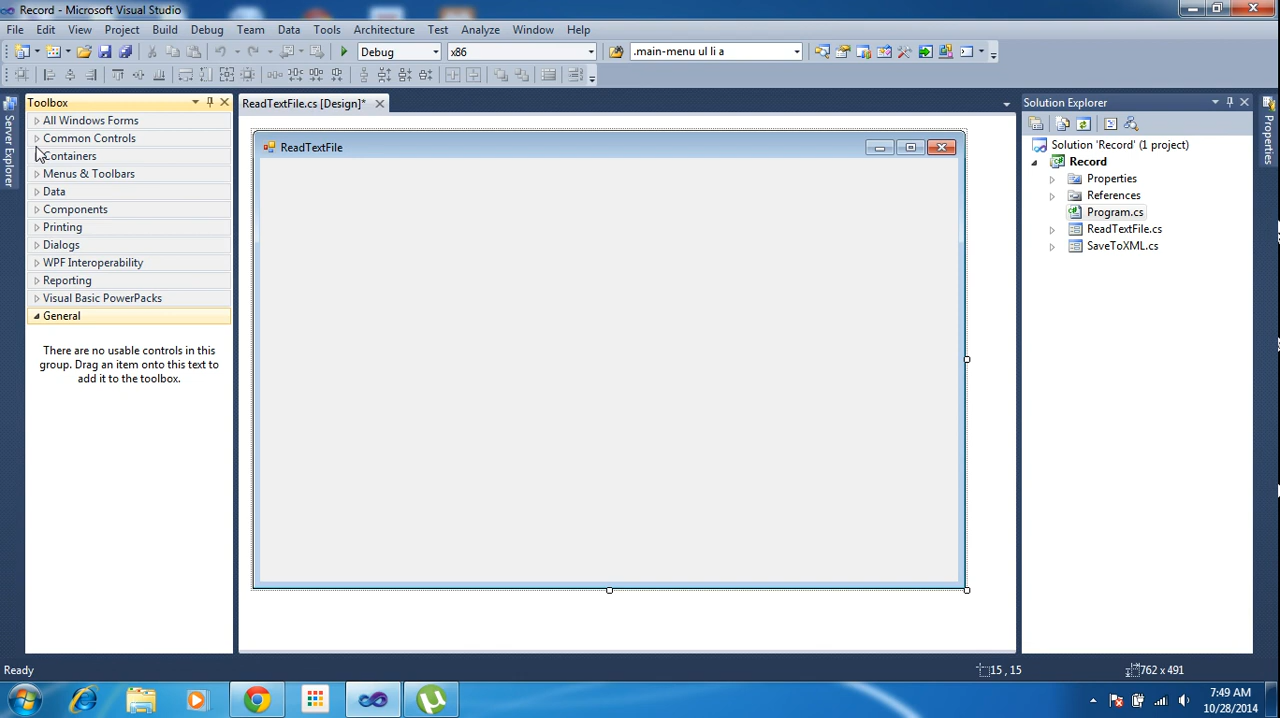 Record - Microsoft Visual Studio
File Edit View Project Build Debug Team Data Tools Architecture Test Analyze Window Help
Debug x86 .main-menu ul li a
Server Explorer
Toolbox
All Windows Forms
Common Controls
Containers
Menus & Toolbars
Data
Components
Printing
Dialogs
WPF Interoperability
Reporting
Visual Basic PowerPacks
General
There are no usable controls in this
group. Drag an item onto this text to
add it to the toolbox.
ReadTextFile.cs [Design]*
ReadTextFile
Solution Explorer
Solution 'Record' (1 project)
Record
Properties
References
Program.cs
ReadTextFile.cs
SaveToXML.cs
Properties
Ready
15 , 15
762 x 491
7:49 AM
10/28/2014